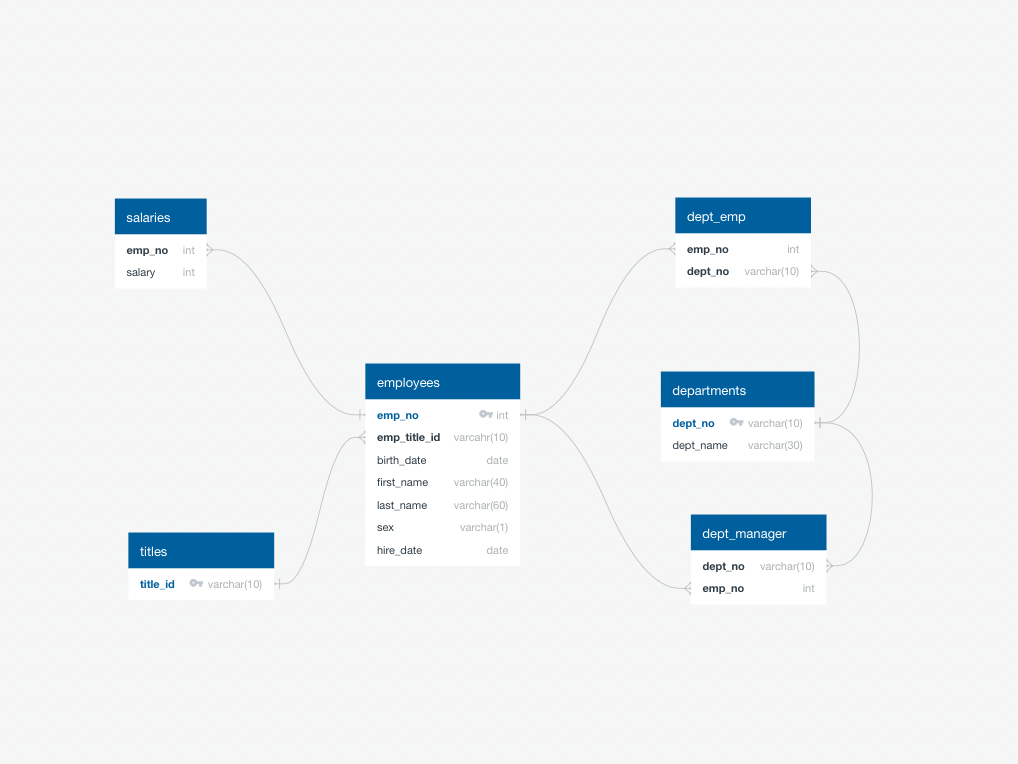 salaries
emp_no int
salary int
dept_emp
emp_no int
dept_no varchar(10)
employees
emp_no int
emp_title_id varcahr(10)
birth_date date
first_name varchar(40)
last_name varchar(60)
sex varchar(1)
hire_date date
departments
dept_no varchar(10)
dept_name varchar(30)
titles
title_id varchar(10)
dept_manager
dept_no varchar(10)
emp_no int